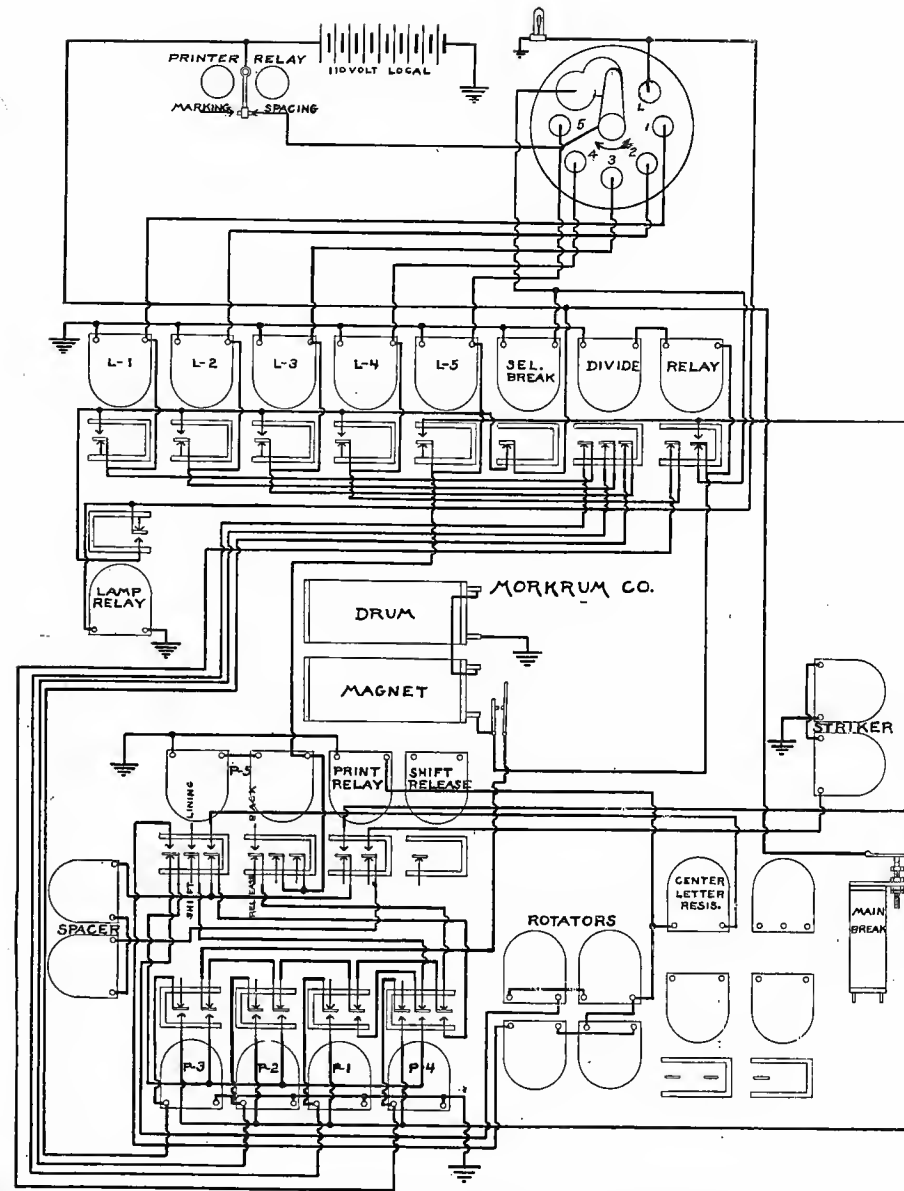 PRINTER RELAY
110 VOLT LOCAL
MARKING SPACING
L
1
2
3
4
5
L-1 L-2 L-3 L-4 L-5 SEL. BREAK DIVIDE RELAY
LAMP RELAY
MORKRUM CO.
DRUM
MAGNET
STRIKER
P-5
PRINT RELAY
SHIFT RELEASE
LINING
BLACK
SHIFT
RELEASE
SPACER
ROTATORS
CENTER LETTER RESIS.
MAIN BREAK
P-3 P-2 P-1 P-4